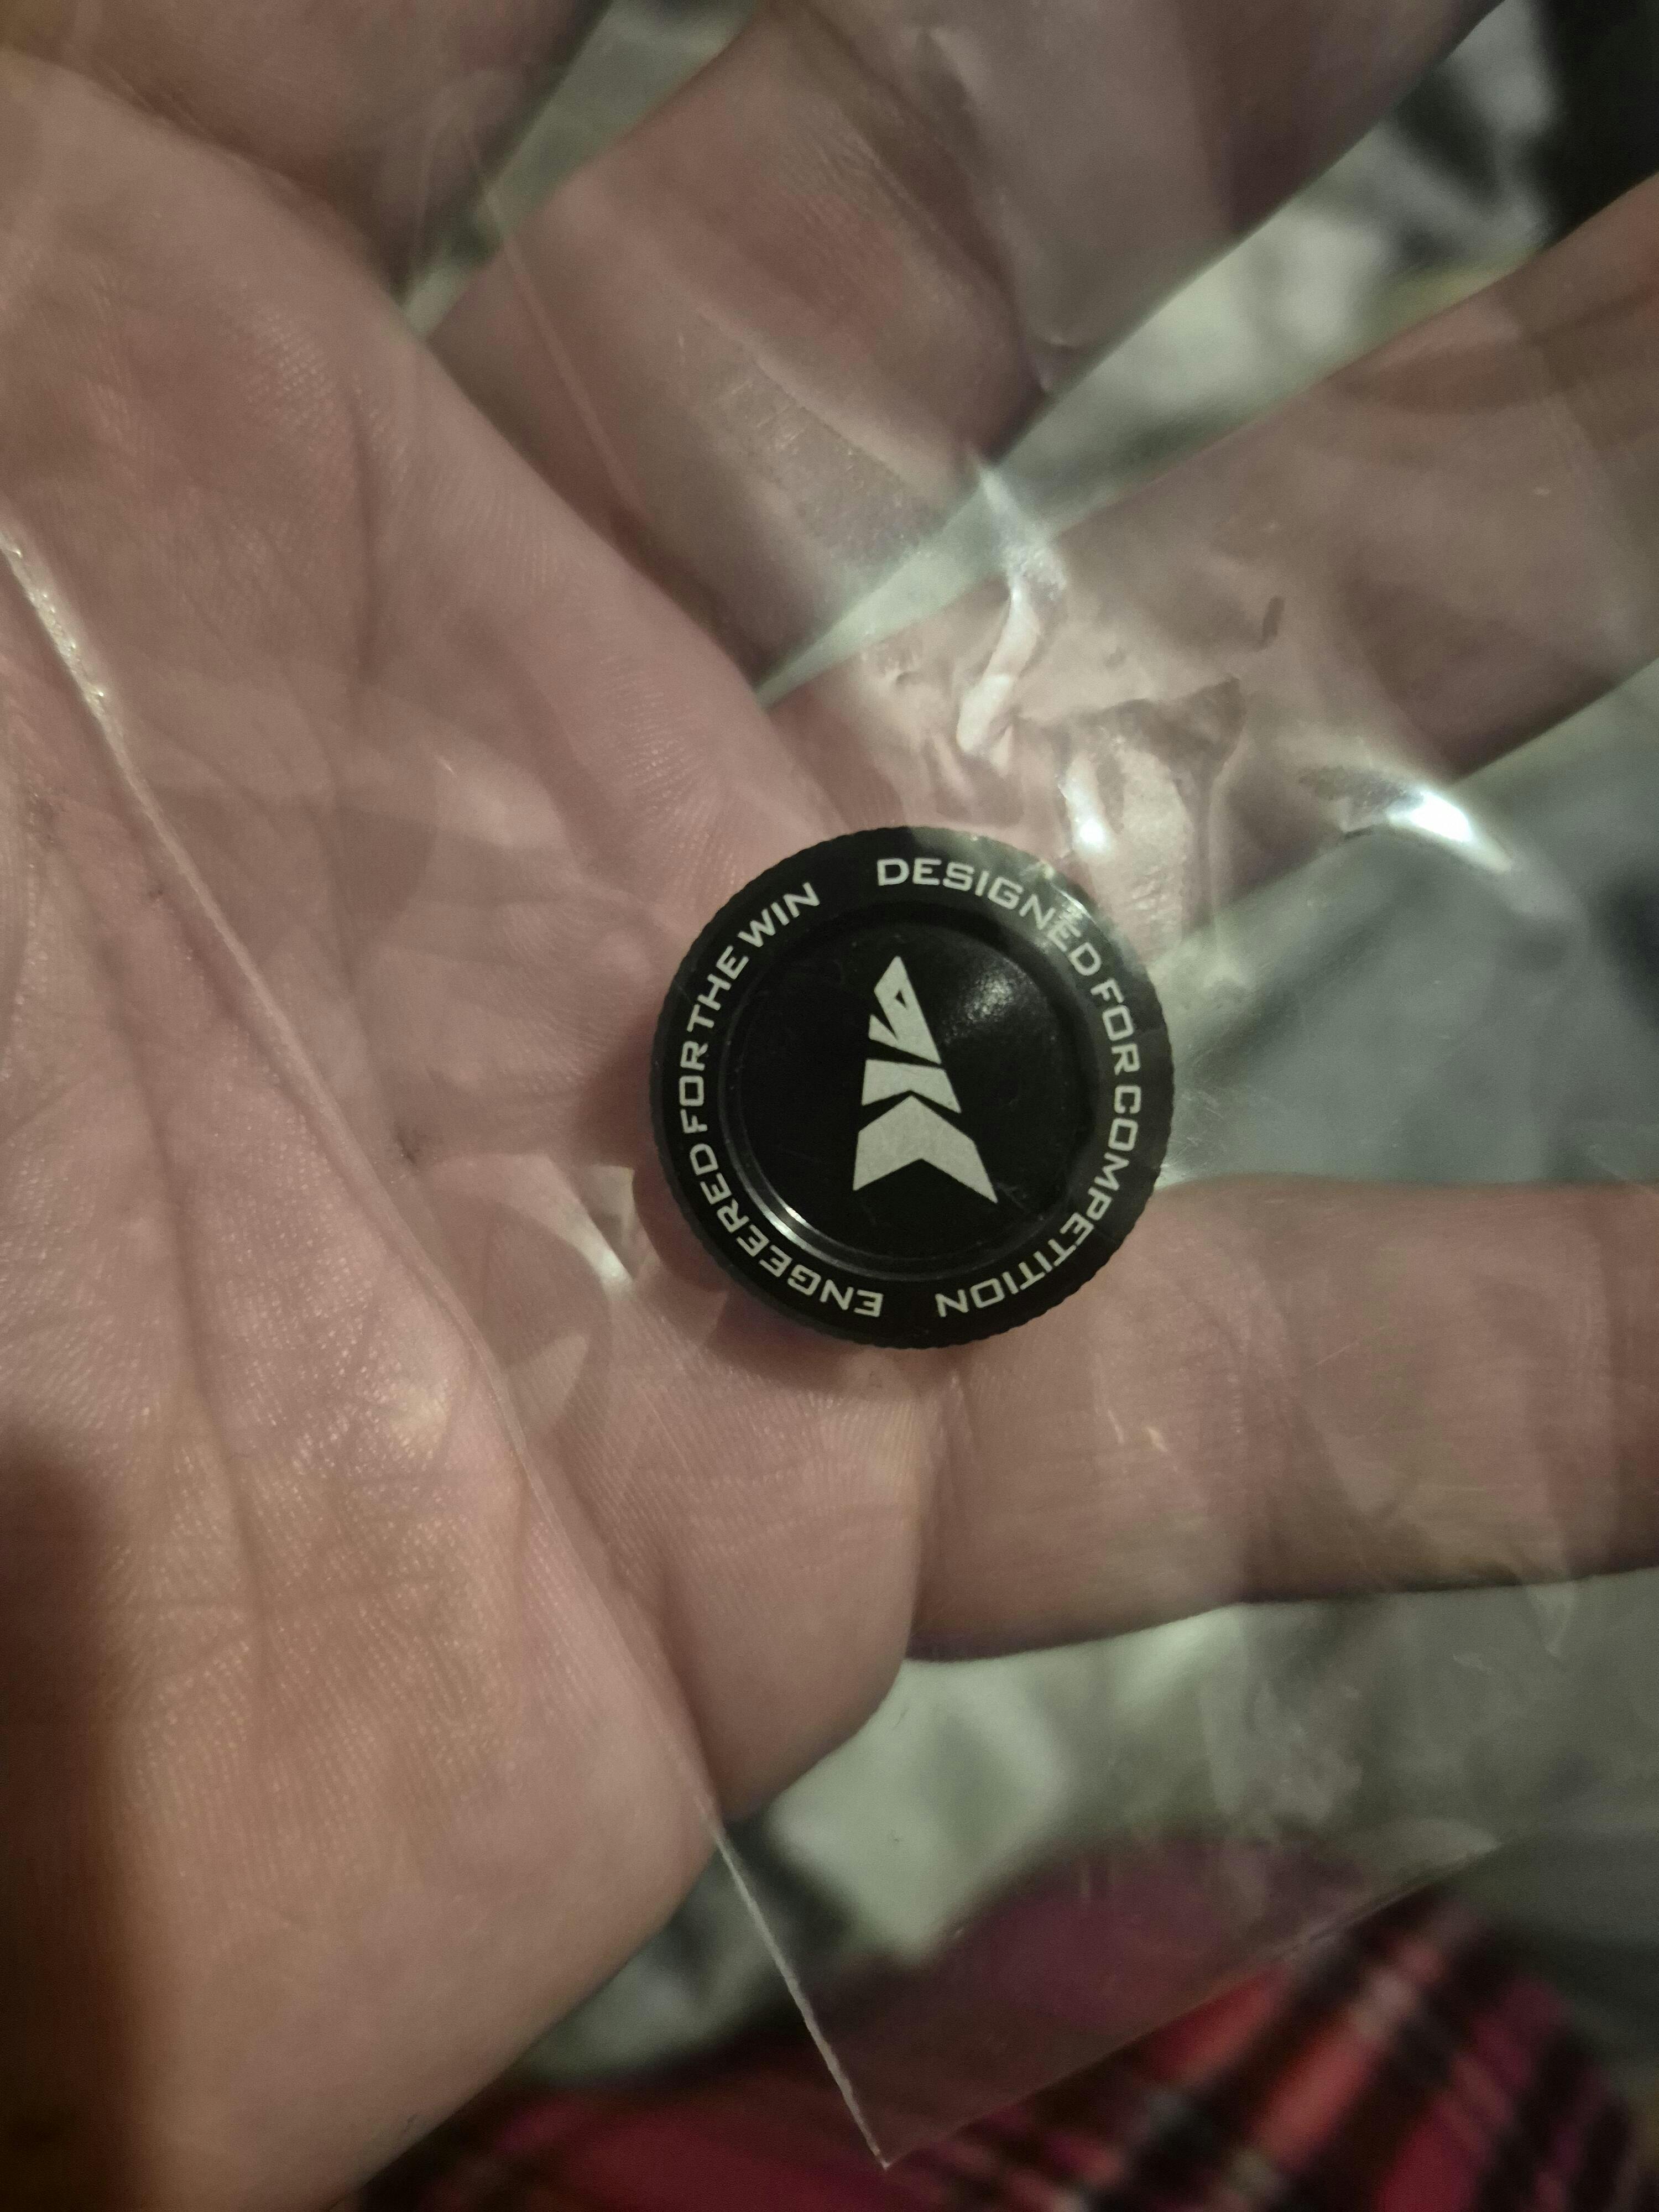 DESIGNED FOR COMPETITION
ENGEERED FOR THE WIN